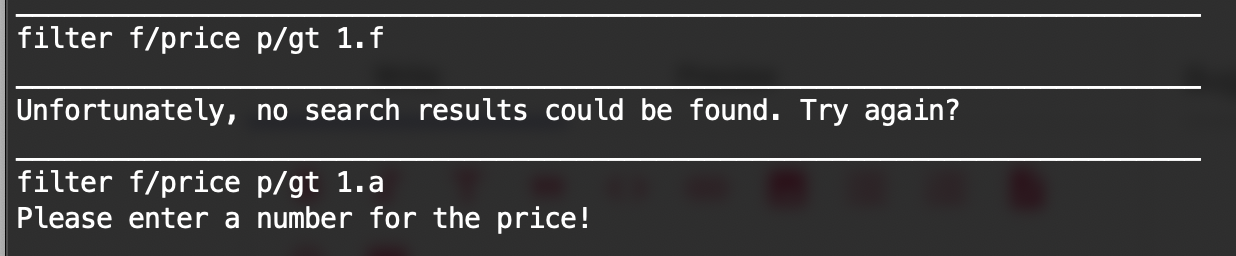 filter f/price p/gt 1.f
Unfortunately, no search results could be found. Try again?
filter f/price p/gt 1.a
Please enter a number for the price!